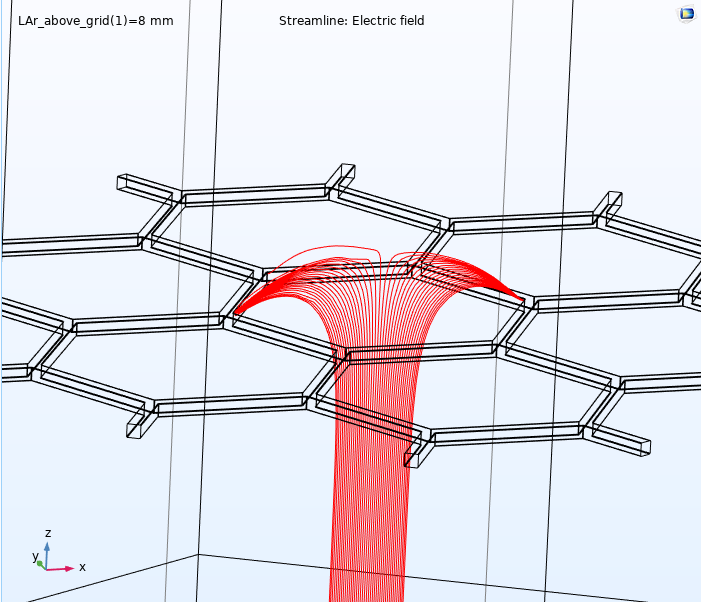 LAr_above_grid(1)=8 mm
Streamline: Electric field
z
y
x